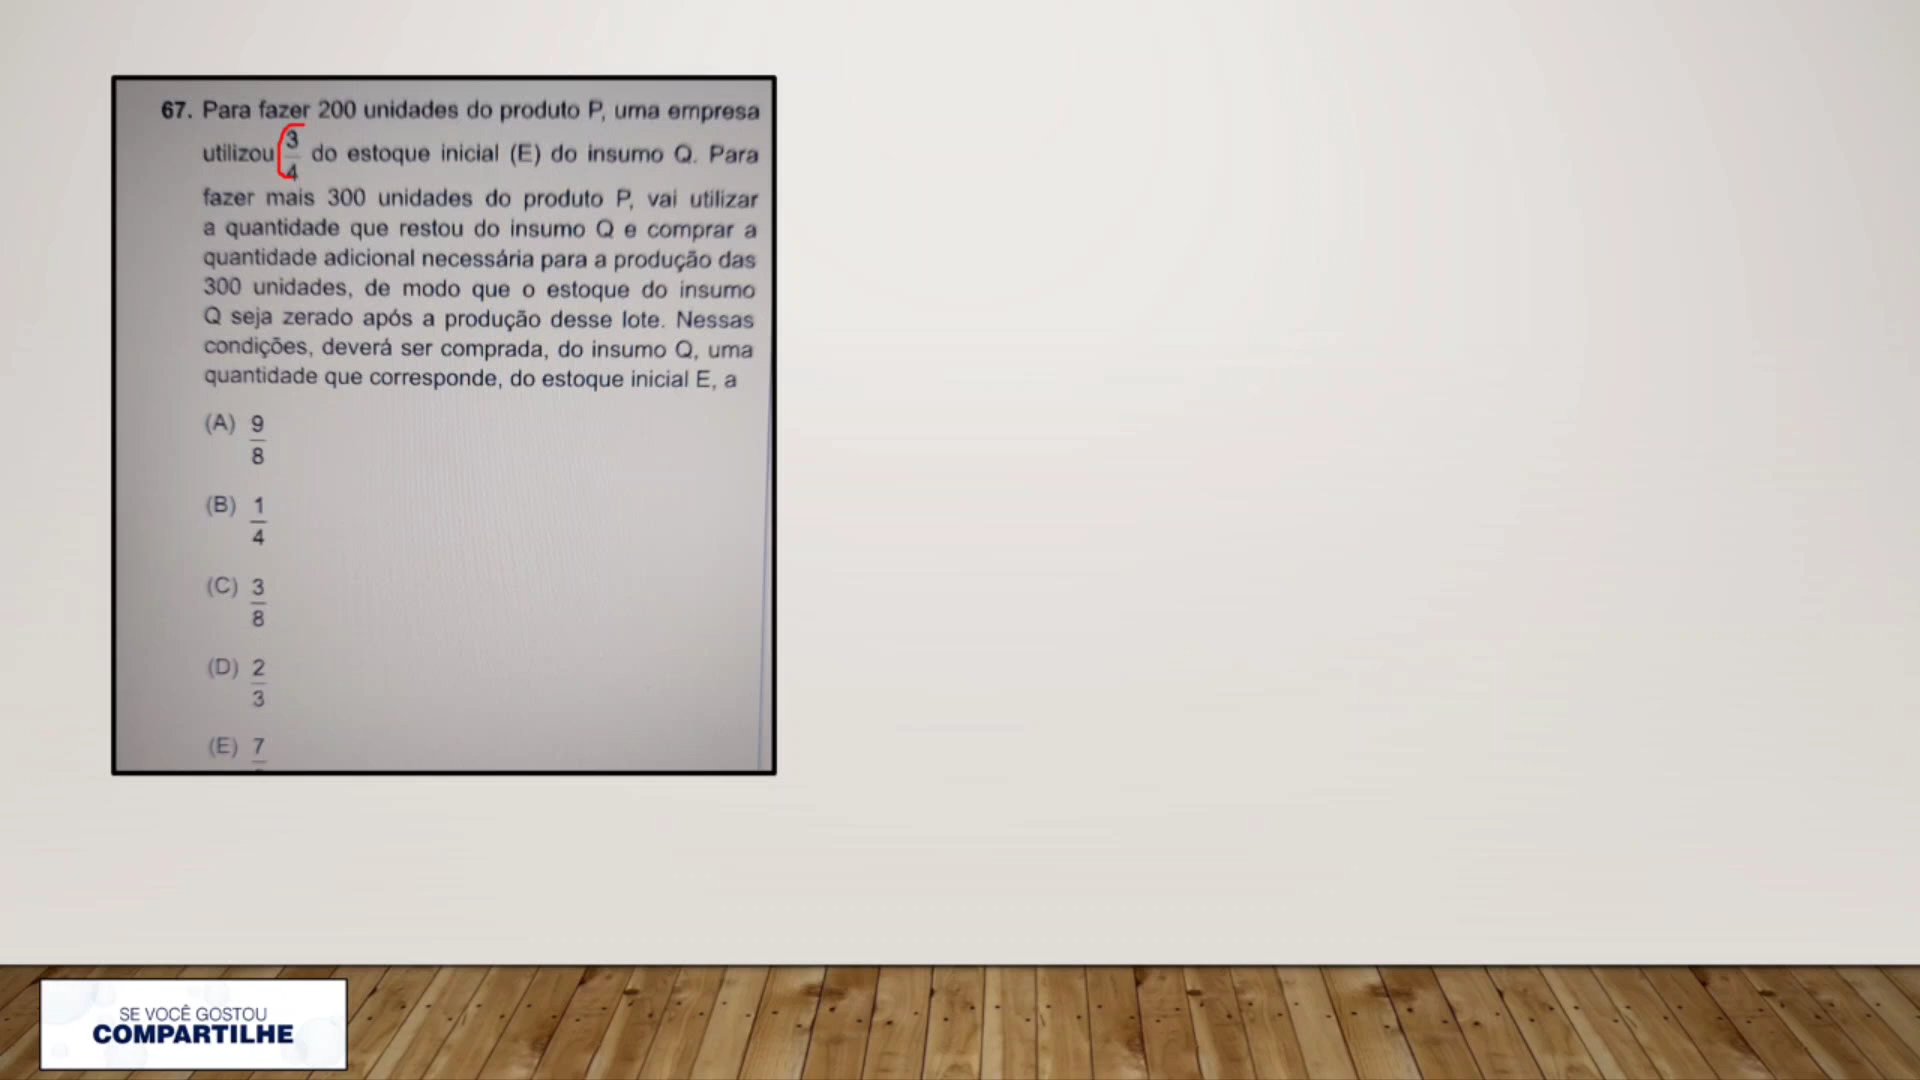 67. Para fazer 200 unidades do produto P, uma empresa
utilizou 3/4 do estoque inicial (E) do insumo Q. Para
fazer mais 300 unidades do produto P, vai utilizar
a quantidade que restou do insumo Q e comprar a
quantidade adicional necessária para a produção das
300 unidades, de modo que o estoque do insumo
Q seja zerado após a produção desse lote. Nessas
condições, deverá ser comprada, do insumo Q, uma
quantidade que corresponde, do estoque inicial E, a
(A) 9/8
(B) 1/4
(C) 3/8
(D) 2/3
(E) 7
SE VOCÊ GOSTOU
COMPARTILHE